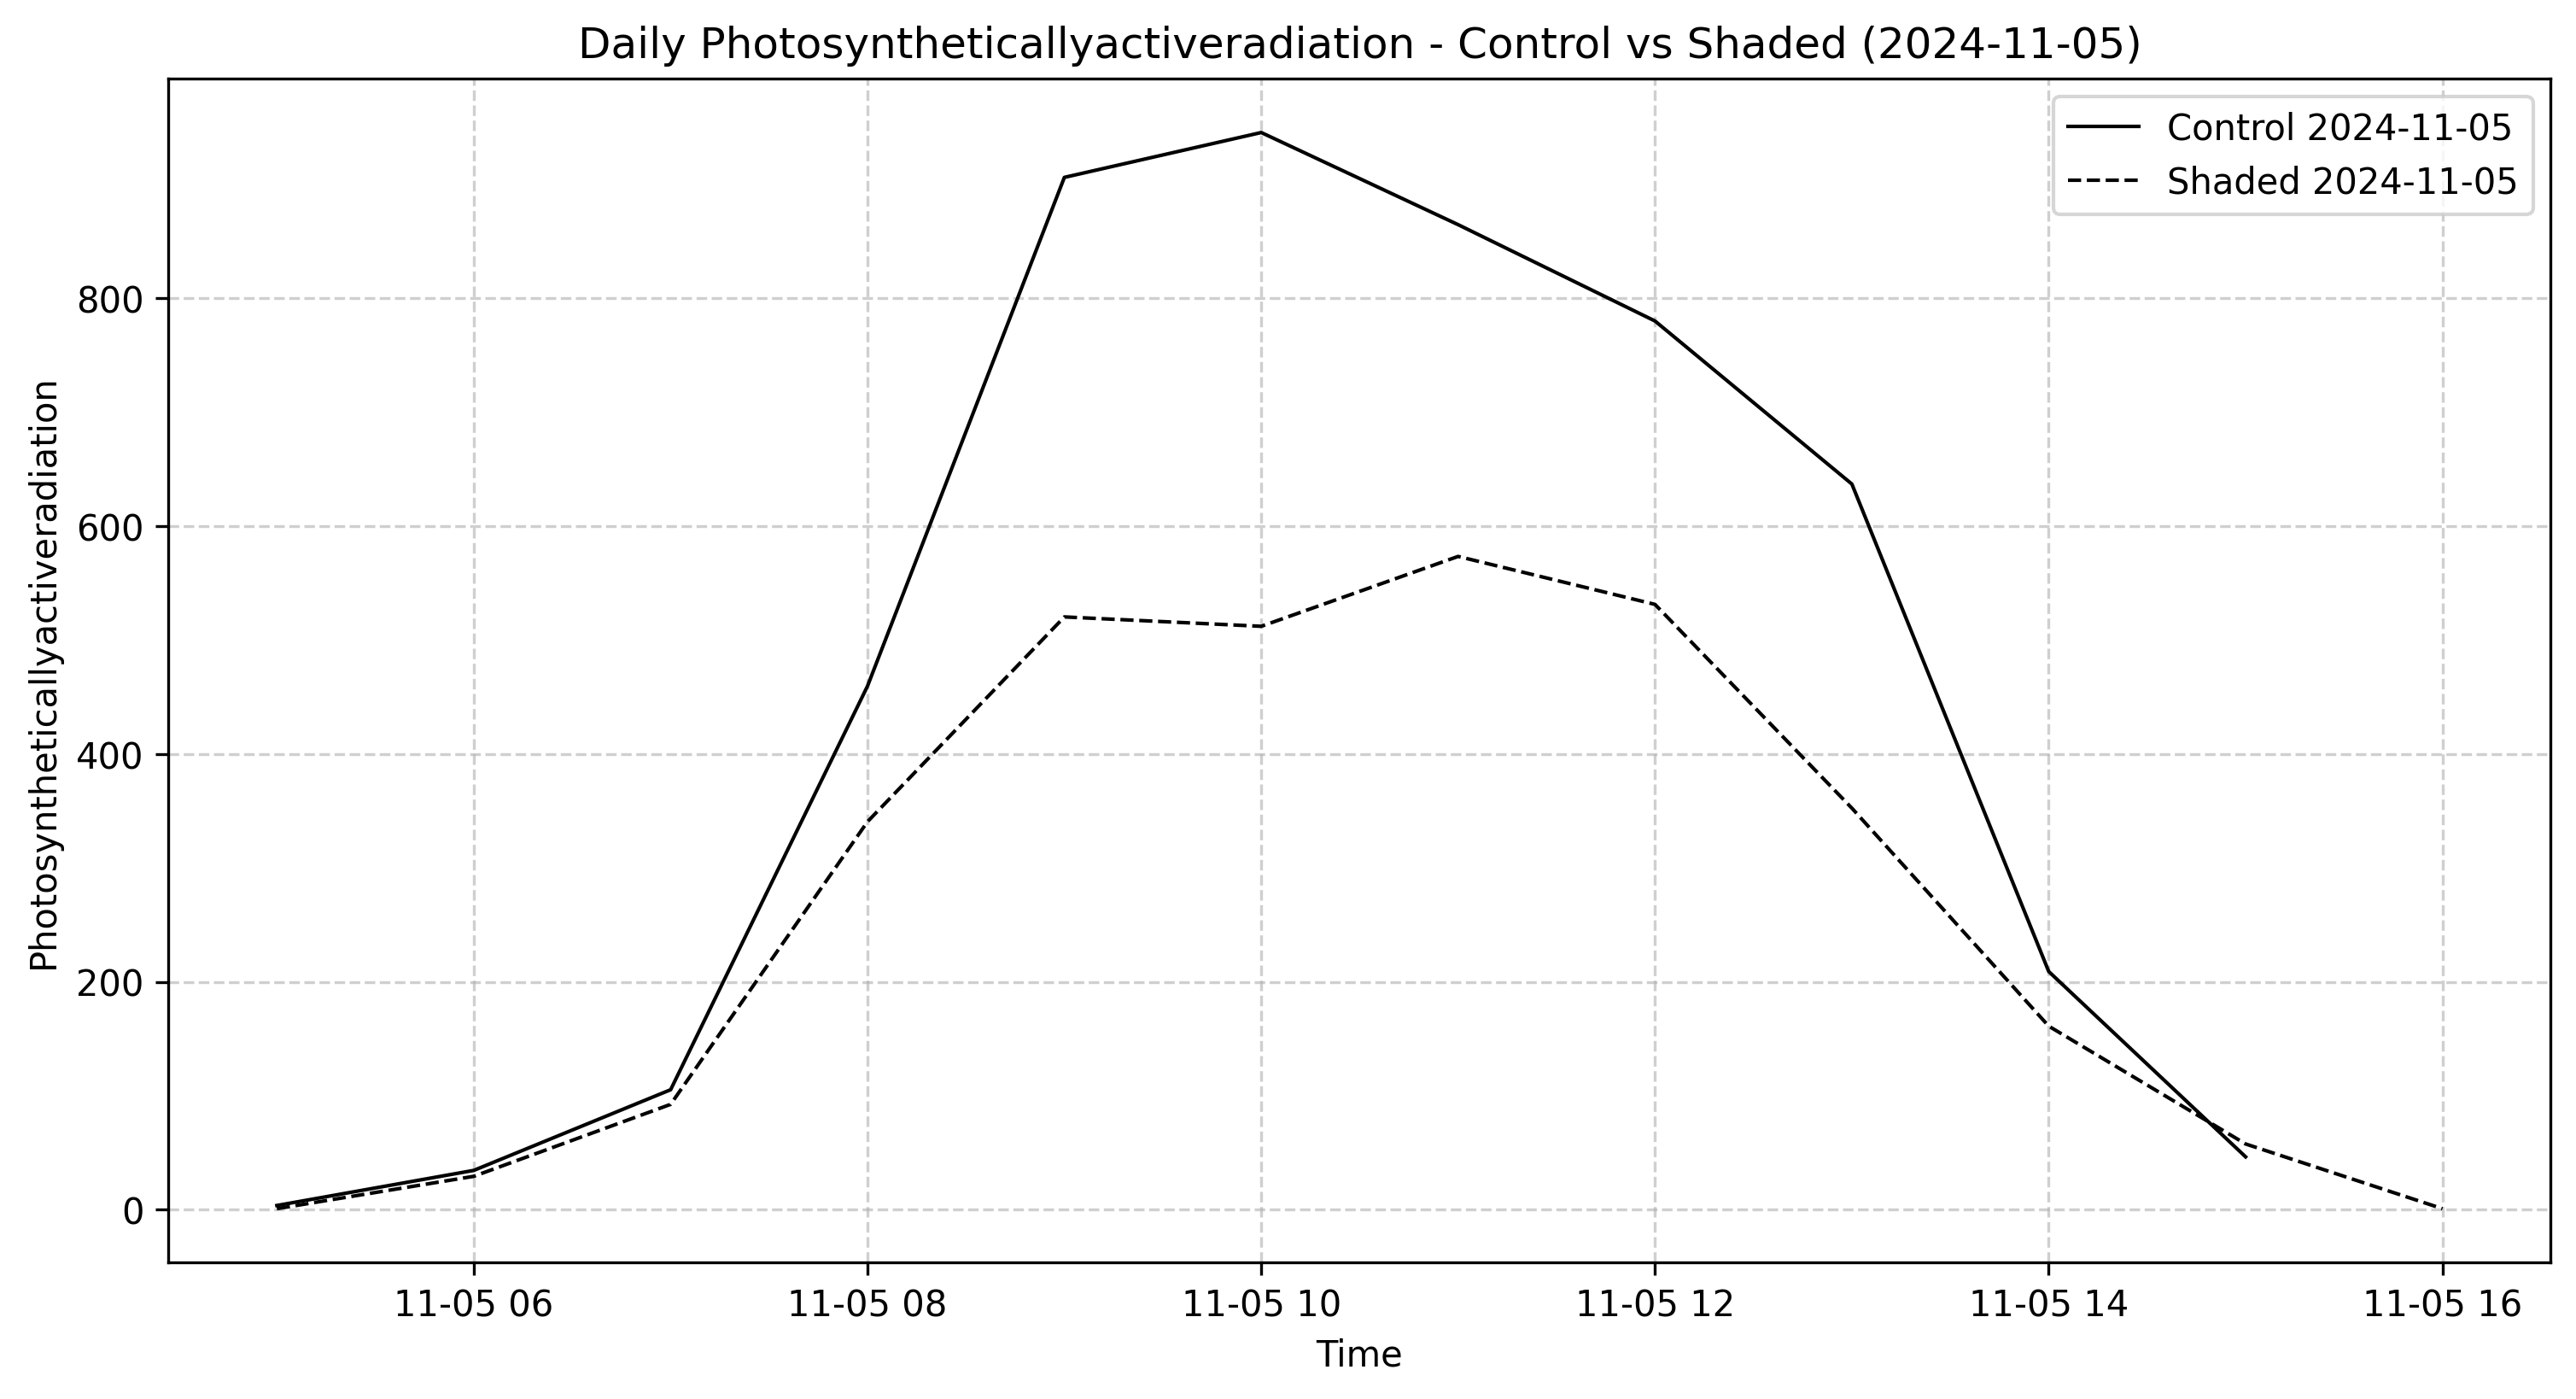 Daily Photosyntheticallyactiveradiation - Control vs Shaded (2024-11-05)
Control 2024-11-05
Shaded 2024-11-05
Photosyntheticallyactiveradiation
800
600
400
200
0
11-05 06
11-05 08
11-05 10
11-05 12
11-05 14
11-05 16
Time